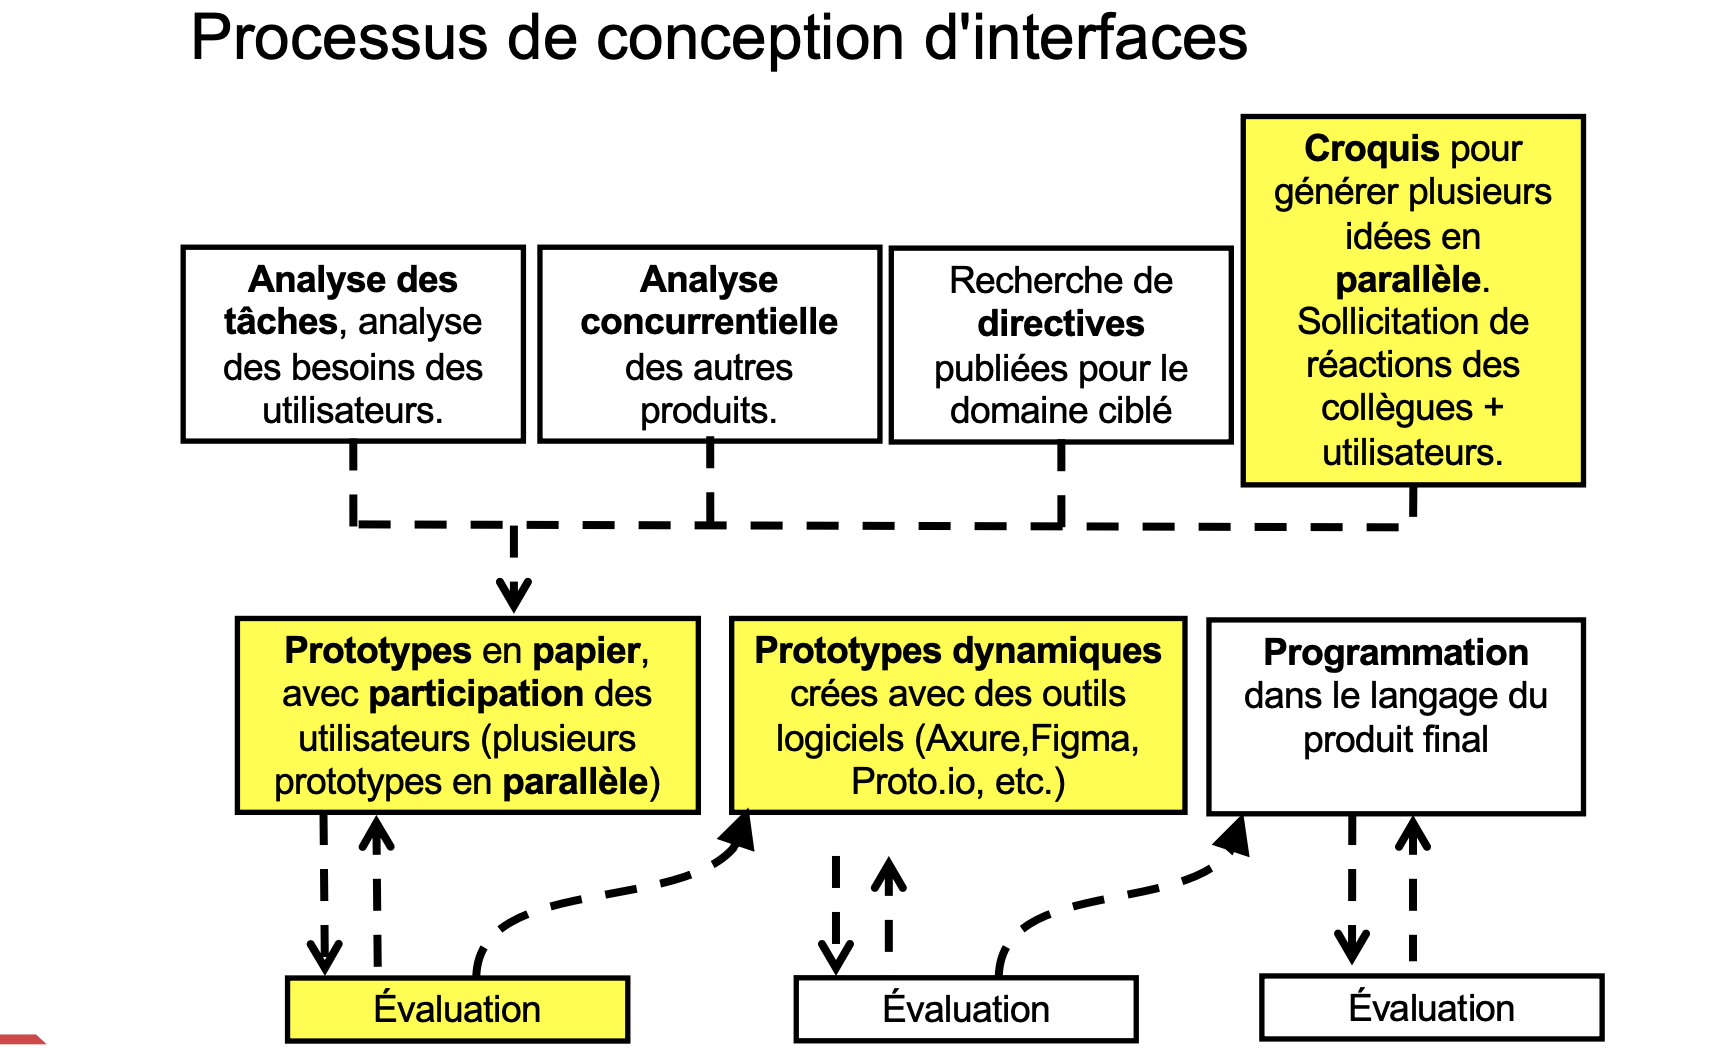 Processus de conception d'interfaces
Analyse des
tâches, analyse
des besoins des
utilisateurs.
Analyse
concurrentielle
des autres
produits.
Recherche de
directives
publiées pour le
domaine ciblé
Croquis pour
générer plusieurs
idées en
parallèle.
Sollicitation de
réactions des
collègues +
utilisateurs.
Prototypes en papier,
avec participation des
utilisateurs (plusieurs
prototypes en parallèle)
Prototypes dynamiques
crées avec des outils
logiciels (Axure,Figma,
Proto.io, etc.)
Programmation
dans le langage du
produit final
Évaluation
Évaluation
Évaluation